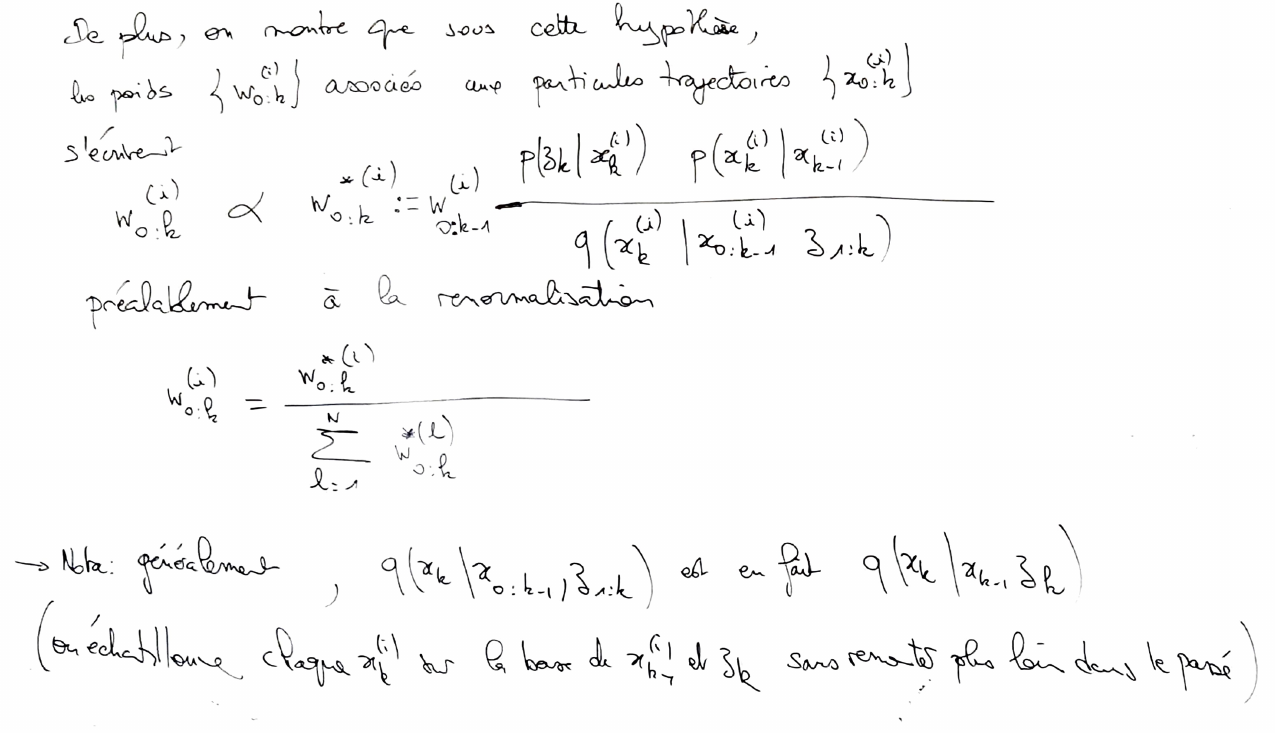 De plus, on montre que sous cette hypothèse,
les poids {w_{0:k}^{(i)}} associés aux particules trajectoires {x_{0:k}^{(i)}}
s'écrivent
w_{0:k}^{(i)} ∝ w_{0:k}^{*(i)} := w_{0:k-1}^{(i)} \frac{p(z_k | x_k^{(i)}) p(x_k^{(i)} | x_{k-1}^{(i)})}{q(x_k^{(i)} | x_{0:k-1}^{(i)} z_{1:k})}
préalablement à la renormalisation
w_{0:k}^{(i)} = \frac{w_{0:k}^{*(i)}}{\sum_{l=1}^{N} w_{0:k}^{*(l)}}
→ Nota: généralement, q(x_k | x_{0:k-1}, z_{1:k}) est en fait q(x_k | x_{k-1} z_k)
(on échantillonne chaque x_k^{(i)} sur la base de x_{k-1}^{(i)} et z_k sans remonter plus loin dans le passé)